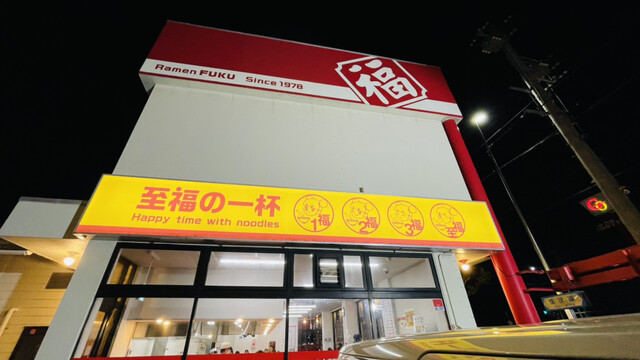 Ramen FUKU Since 1978
福
至福の一杯
Happy time with noodles
1福
2福
3福
至福